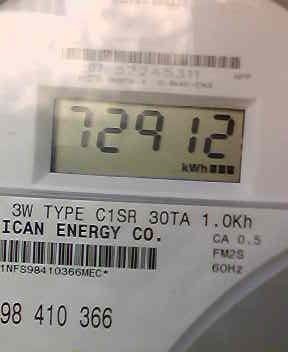 72912
kWh
3W TYPE C1SR 30TA 1.0Kh
ICAN ENERGY CO.
CA 0.5
FM2S
60Hz
1NFS98410366MEC*
98 410 366